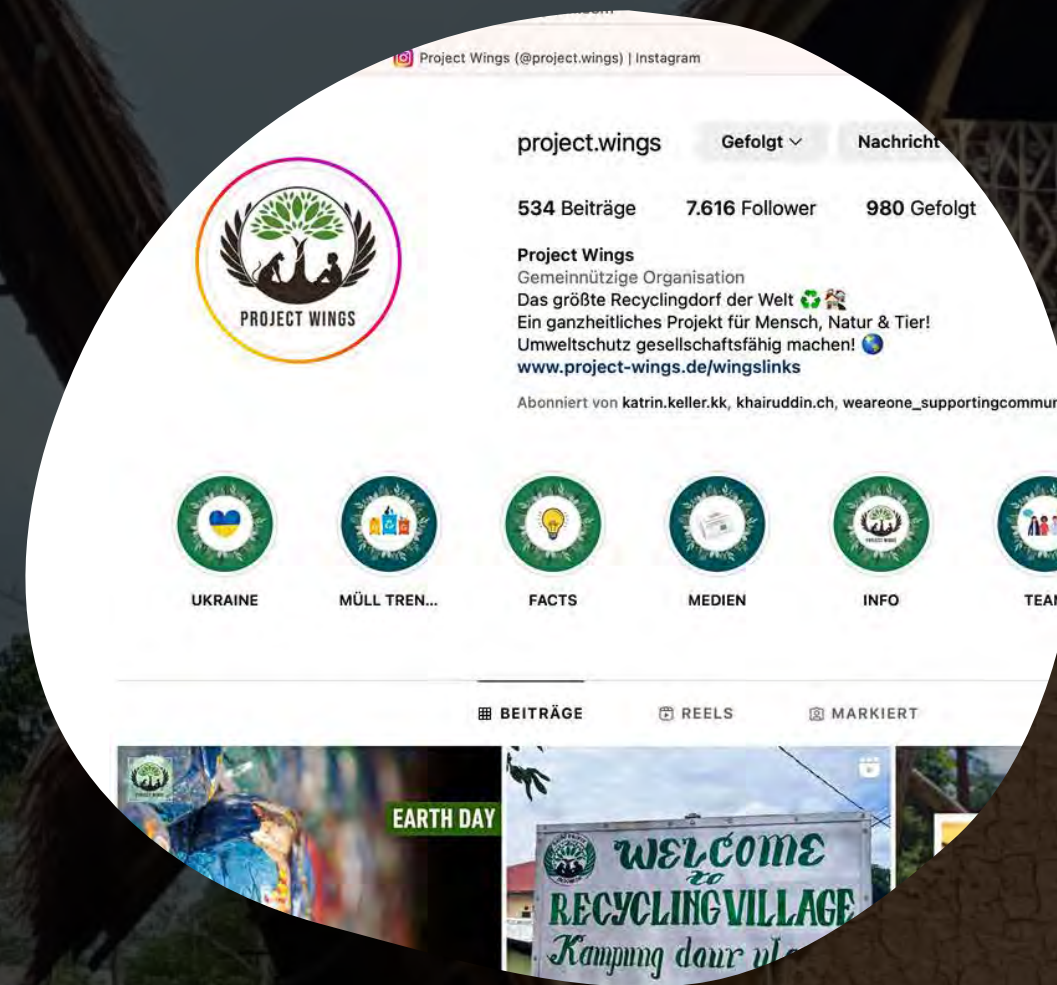 Project Wings (@project.wings) | Instagram
project.wings Gefolgt Nachricht
534 Beiträge 7.616 Follower 980 Gefolgt
Project Wings
Gemeinnützige Organisation
Das größte Recyclingdorf der Welt
Ein ganzheitliches Projekt für Mensch, Natur & Tier!
Umweltschutz gesellschaftsfähig machen!
www.project-wings.de/wingslinks
Abonniert von katrin.keller.kk, khairuddin.ch, weareone_supportingcommun
PROJECT WINGS
UKRAINE MÜLL TREN... FACTS MEDIEN INFO TEAM
BEITRÄGE REELS MARKIERT
EARTH DAY
WELCOME
to
RECYCLING VILLAGE
Kampung daur